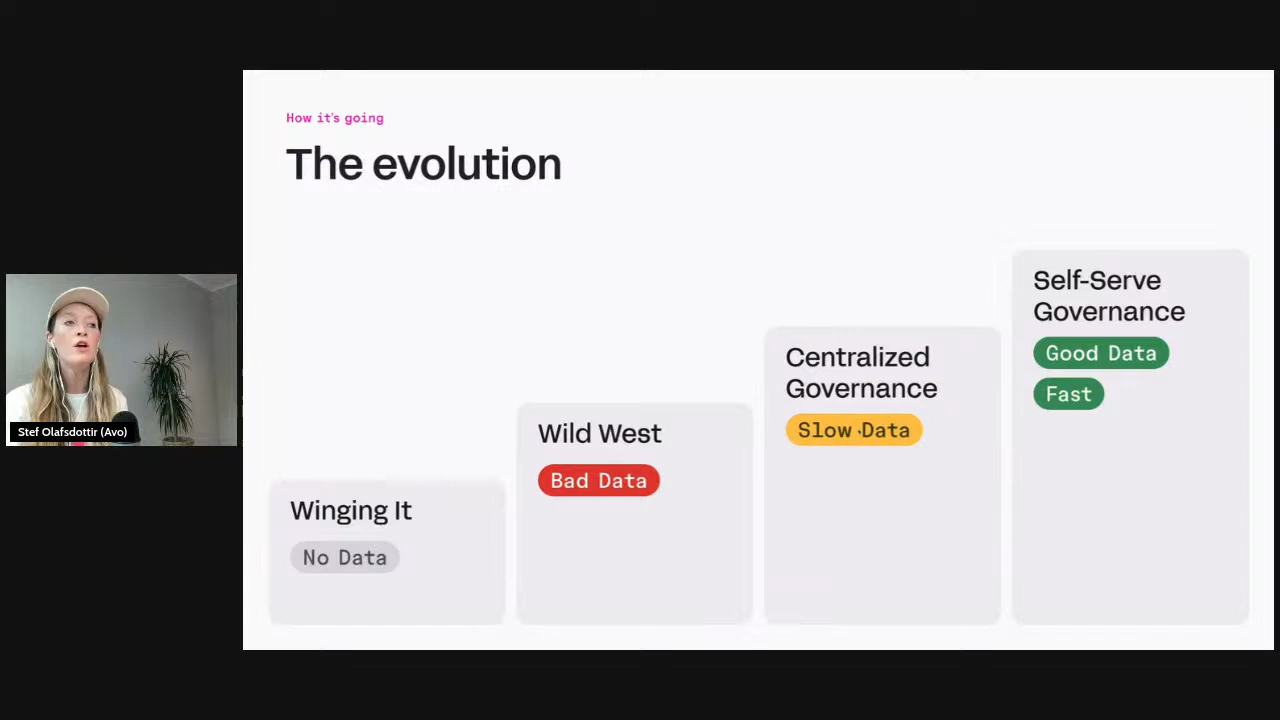 How it's going
The evolution
Self-Serve
Governance
Good Data
Fast
Centralized
Governance
Slow Data
Wild West
Bad Data
Winging It
No Data
Stef Olafsdottir (Avo)